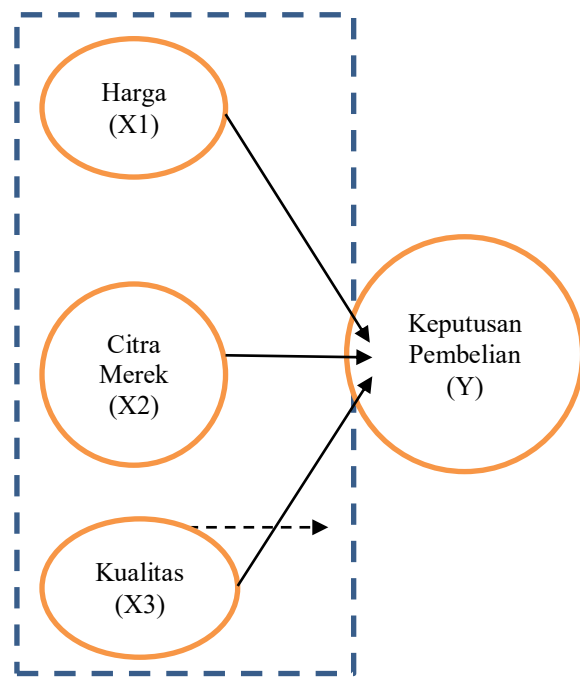 Harga
(X1)
Citra
Merek
(X2)
Keputusan
Pembelian
(Y)
Kualitas
(X3)